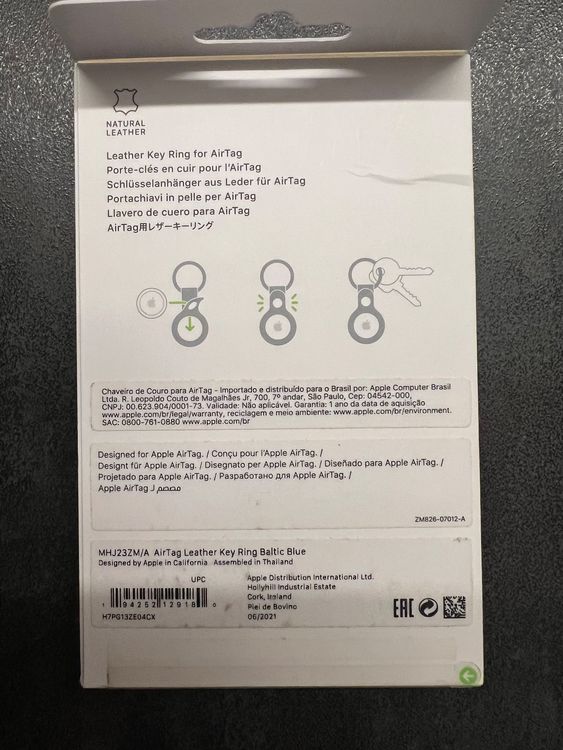 NATURAL
LEATHER
Leather Key Ring for AirTag
Porte-clés en cuir pour l'AirTag
Schlüsselanhänger aus Leder für AirTag
Portachiavi in pelle per AirTag
Llavero de cuero para AirTag
AirTag用レザーキーリング
Chaveiro de Couro para AirTag - Importado e distribuído para o Brasil por: Apple Computer Brasil
Ltda. R. Leopoldo Couto de Magalhães Jr, 700, 7º andar, São Paulo, Cep: 04542-000,
CNPJ: 00.623.904/0001-73. Validade: Não aplicável. Garantia: 1 ano da data de aquisição
www.apple.com/br/legal/warranty, reciclagem e meio ambiente: www.apple.com/br/environment.
SAC: 0800-761-0880 www.apple.com/br
Designed for Apple AirTag. / Conçu pour l'Apple AirTag. /
Designt für Apple AirTag. / Disegnato per Apple AirTag. / Diseñado para Apple AirTag. /
Projetado para Apple AirTag. / Разработано для Apple AirTag. /
مصمم لـ Apple AirTag
ZM826-07012-A
MHJ23ZM/A AirTag Leather Key Ring Baltic Blue
Designed by Apple in California Assembled in Thailand
UPC
1 94252 12918 0
H7PG13ZE04CX
Apple Distribution International Ltd.
Hollyhill Industrial Estate
Cork, Ireland
Piel de Bovino
06/2021
EAC